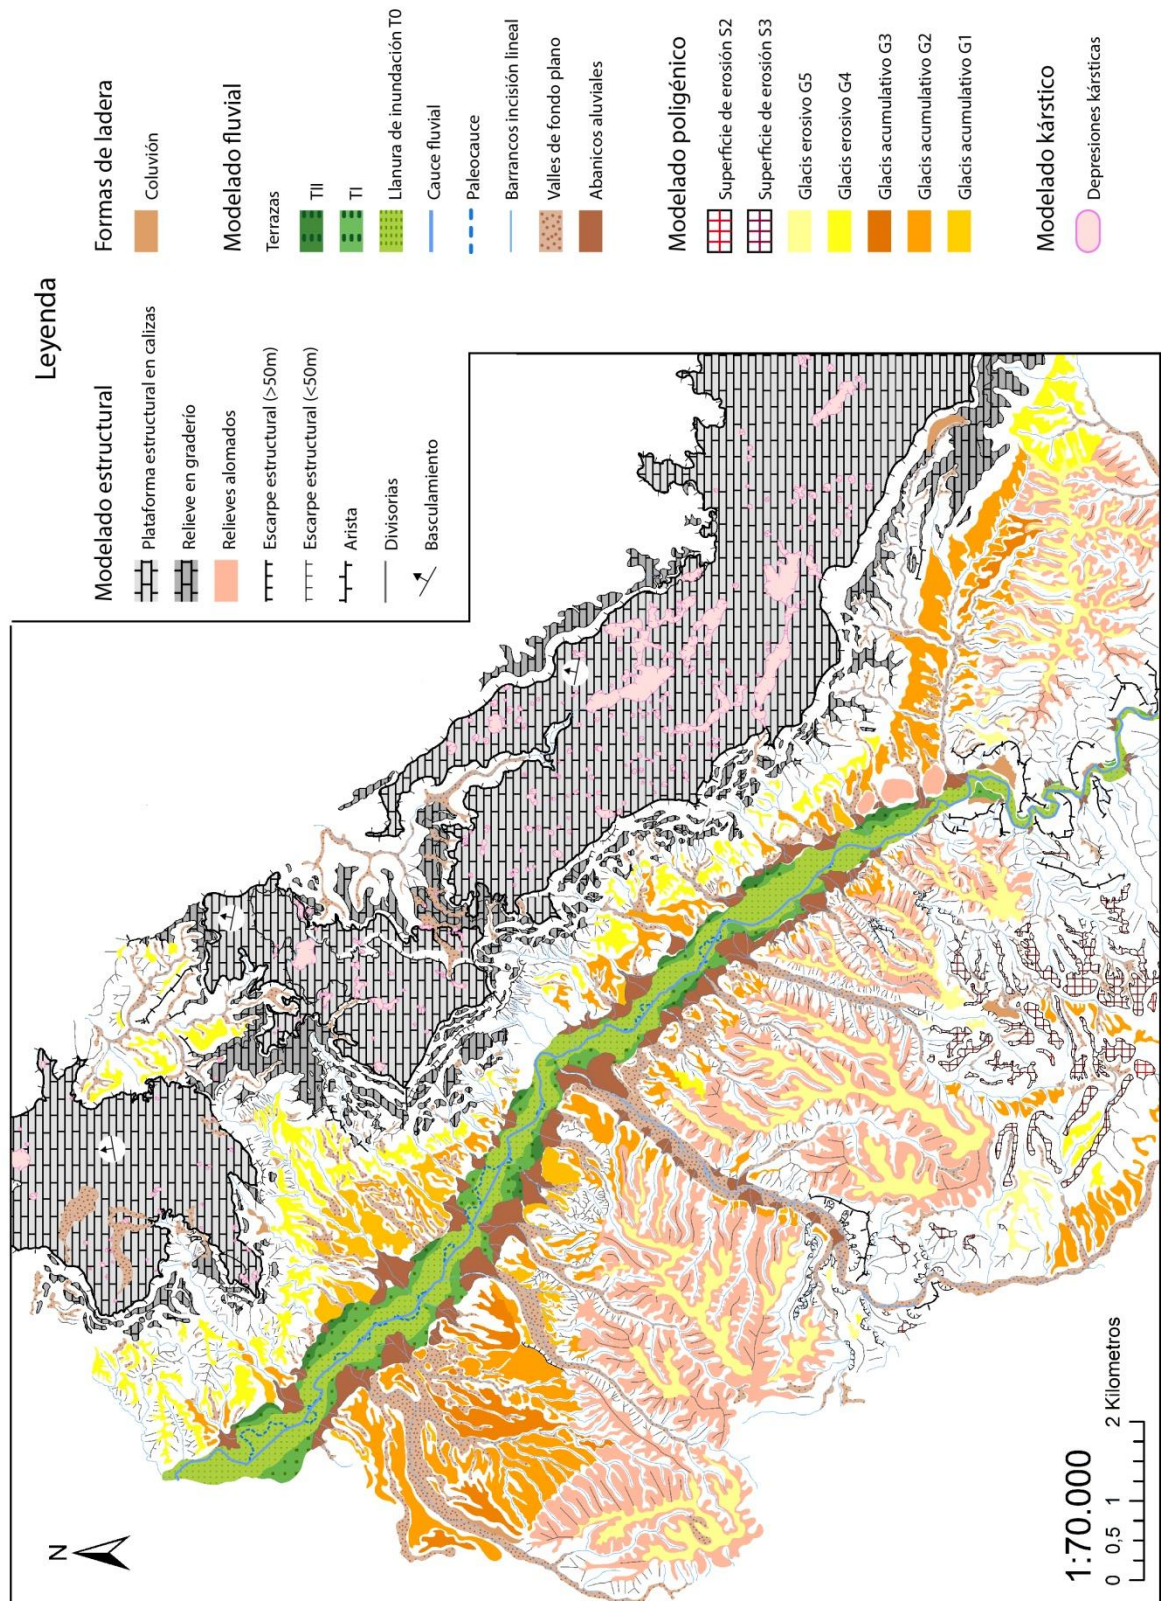 Leyenda
Modelado estructural
Plataforma estructural en calizas
Relieve en graderío
Relieves alomados
Escarpe estructural (>50m)
Escarpe estructural (<50m)
Arista
Divisorias
Basculamiento
Formas de ladera
Coluvión
Modelado fluvial
Terrazas
TII
TI
Llanura de inundación T0
Cauce fluvial
Paleocauce
Barrancos incisión lineal
Valles de fondo plano
Abanicos aluviales
Modelado poligénico
Superficie de erosión S2
Superficie de erosión S3
Glacis erosivo G5
Glacis erosivo G4
Glacis acumulativo G3
Glacis acumulativo G2
Glacis acumulativo G1
Modelado kárstico
Depresiones kársticas
N
1:70.000
0 0,5 1 2 Kilometros